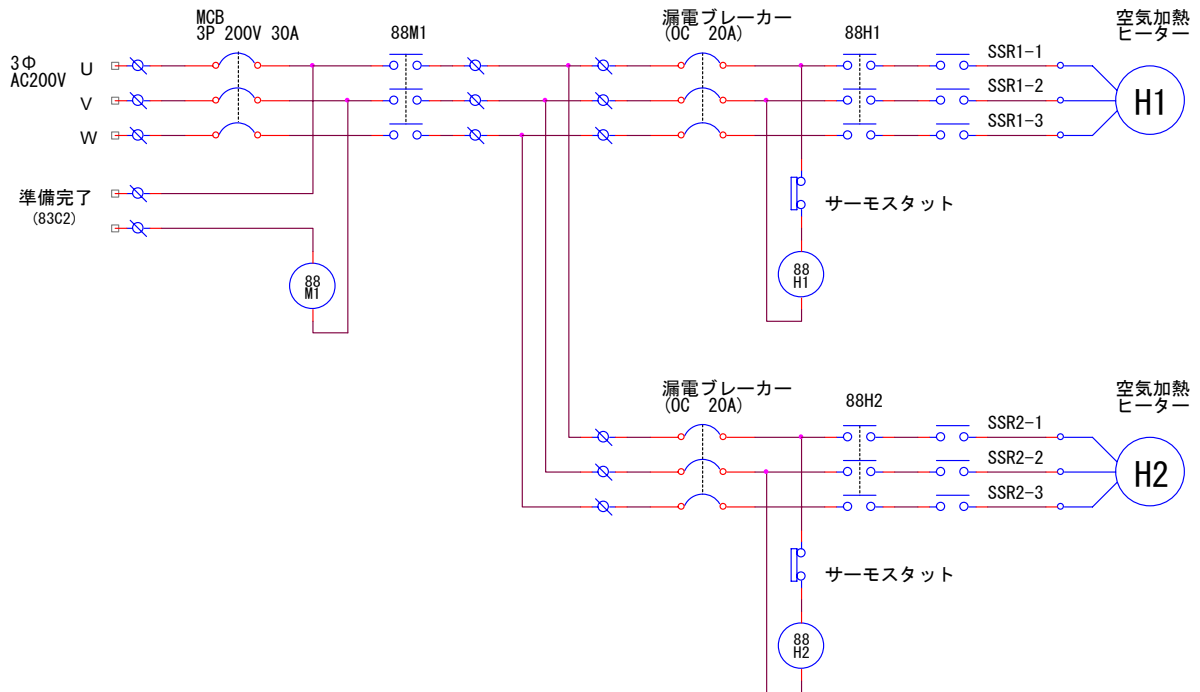 MCB
3P 200V 30A
88M1
漏電ブレーカー
(OC 20A)
88H1
空気加熱
ヒーター
3Φ
AC200V
U
V
W
SSR1-1
SSR1-2
SSR1-3
H1
準備完了
(83C2)
サーモスタット
88
M1
88
H1
漏電ブレーカー
(OC 20A)
88H2
空気加熱
ヒーター
SSR2-1
SSR2-2
SSR2-3
H2
サーモスタット
88
H2